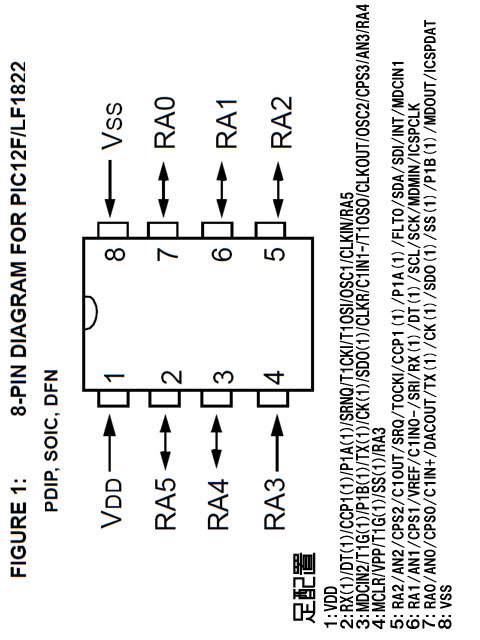 FIGURE 1: 8-PIN DIAGRAM FOR PIC12F/LF1822
PDIP, SOIC, DFN
VDD 1 8 VSS
RA5 2 7 RA0
RA4 3 6 RA1
RA3 4 5 RA2
足配置
1:VDD
2:RX(1)/DT(1)/CCP1(1)/P1A(1)/SRNQ/T1CKI/T1OSI/OSC1/CLKIN/RA5
3:MDCIN2/T1G(1)/P1B(1)/TX(1)/CK(1)/SDO(1)/CLKR/C1IN1-/T1OSO/CLKOUT/OSC2/CPS3/AN3/RA4
4:MCLR/VPP/T1G(1)/SS(1)/RA3
5:RA2/AN2/CPS2/C1OUT/SRQ/T0CKI/CCP1(1)/P1A(1)/FLT0/SDA/SDI/INT/MDCIN1
6:RA1/AN1/CPS1/VREF/C1IN0-/SRI/RX(1)/DT(1)/SCL/SCK/MDMIN/ICSPCLK
7:RA0/AN0/CPS0/C1IN+/DACOUT/TX(1)/CK(1)/SDO(1)/SS(1)/P1B(1)/MDOUT/ICSPDAT
8:VSS